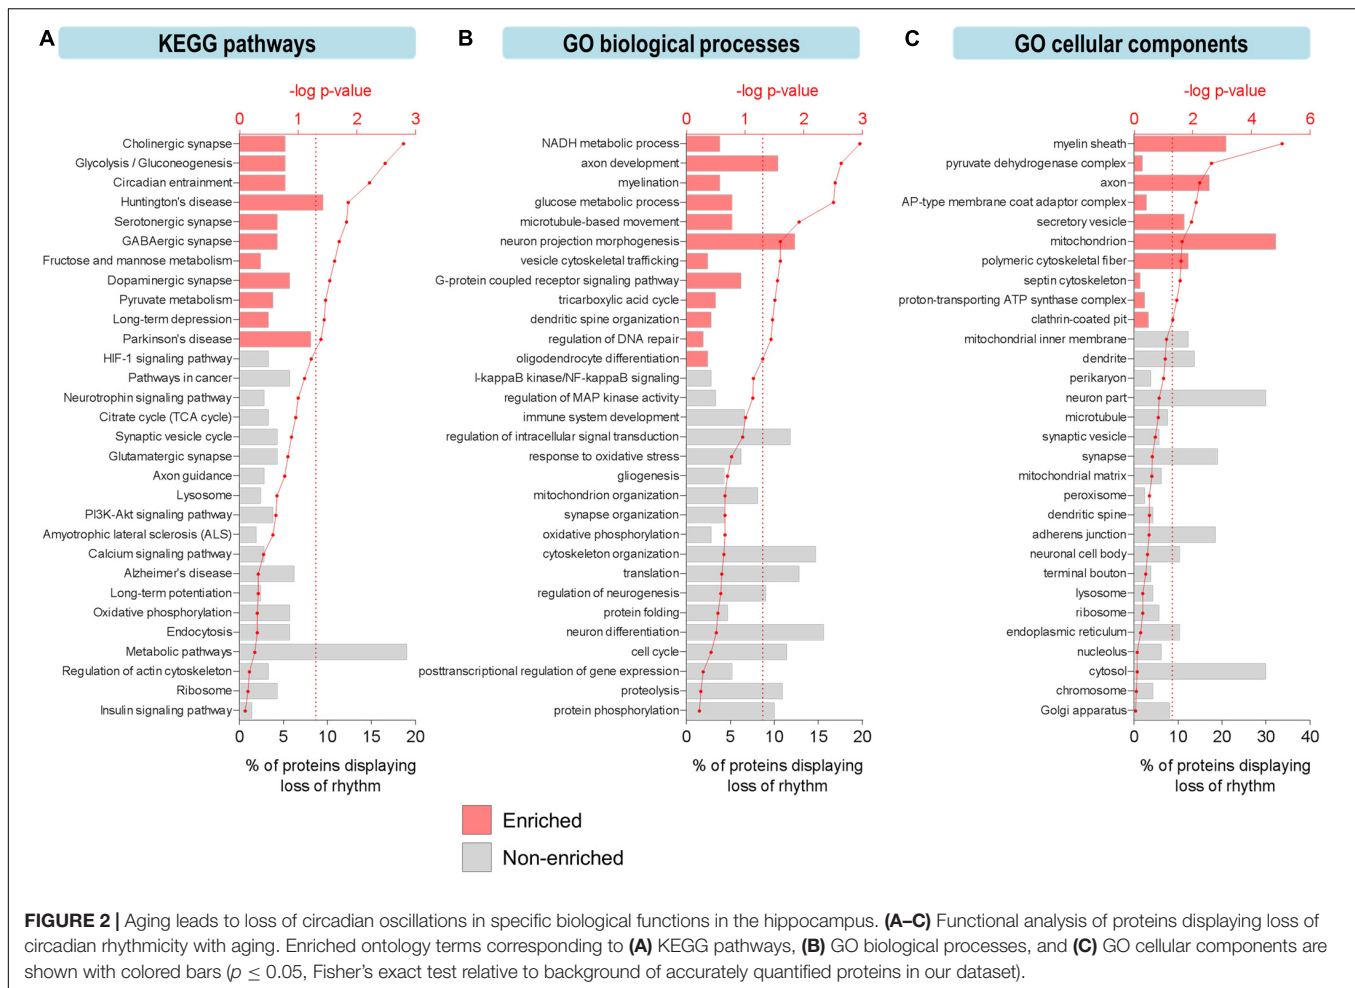 A KEGG pathways
-log p-value
0 1 2 3
Cholinergic synapse
Glycolysis / Gluconeogenesis
Circadian entrainment
Huntington's disease
Serotonergic synapse
GABAergic synapse
Fructose and mannose metabolism
Dopaminergic synapse
Pyruvate metabolism
Long-term depression
Parkinson's disease
HIF-1 signaling pathway
Pathways in cancer
Neurotrophin signaling pathway
Citrate cycle (TCA cycle)
Synaptic vesicle cycle
Glutamatergic synapse
Axon guidance
Lysosome
PI3K-Akt signaling pathway
Amyotrophic lateral sclerosis (ALS)
Calcium signaling pathway
Alzheimer's disease
Long-term potentiation
Oxidative phosphorylation
Endocytosis
Metabolic pathways
Regulation of actin cytoskeleton
Ribosome
Insulin signaling pathway
0 5 10 15 20
% of proteins displaying
loss of rhythm
B GO biological processes
-log p-value
0 1 2 3
NADH metabolic process
axon development
myelination
glucose metabolic process
microtubule-based movement
neuron projection morphogenesis
vesicle cytoskeletal trafficking
G-protein coupled receptor signaling pathway
tricarboxylic acid cycle
dendritic spine organization
regulation of DNA repair
oligodendrocyte differentiation
I-kappaB kinase/NF-kappaB signaling
regulation of MAP kinase activity
immune system development
regulation of intracellular signal transduction
response to oxidative stress
gliogenesis
mitochondrion organization
synapse organization
oxidative phosphorylation
cytoskeleton organization
translation
regulation of neurogenesis
protein folding
neuron differentiation
cell cycle
posttranscriptional regulation of gene expression
proteolysis
protein phosphorylation
0 5 10 15 20
% of proteins displaying
loss of rhythm
C GO cellular components
-log p-value
0 2 4 6
myelin sheath
pyruvate dehydrogenase complex
axon
AP-type membrane coat adaptor complex
secretory vesicle
mitochondrion
polymeric cytoskeletal fiber
septin cytoskeleton
proton-transporting ATP synthase complex
clathrin-coated pit
mitochondrial inner membrane
dendrite
perikaryon
neuron part
microtubule
synaptic vesicle
synapse
mitochondrial matrix
peroxisome
dendritic spine
adherens junction
neuronal cell body
terminal bouton
lysosome
ribosome
endoplasmic reticulum
nucleolus
cytosol
chromosome
Golgi apparatus
0 10 20 30 40
% of proteins displaying
loss of rhythm
Enriched
Non-enriched
FIGURE 2 | Aging leads to loss of circadian oscillations in specific biological functions in the hippocampus. (A–C) Functional analysis of proteins displaying loss of
circadian rhythmicity with aging. Enriched ontology terms corresponding to (A) KEGG pathways, (B) GO biological processes, and (C) GO cellular components are
shown with colored bars (p ≤ 0.05, Fisher's exact test relative to background of accurately quantified proteins in our dataset).